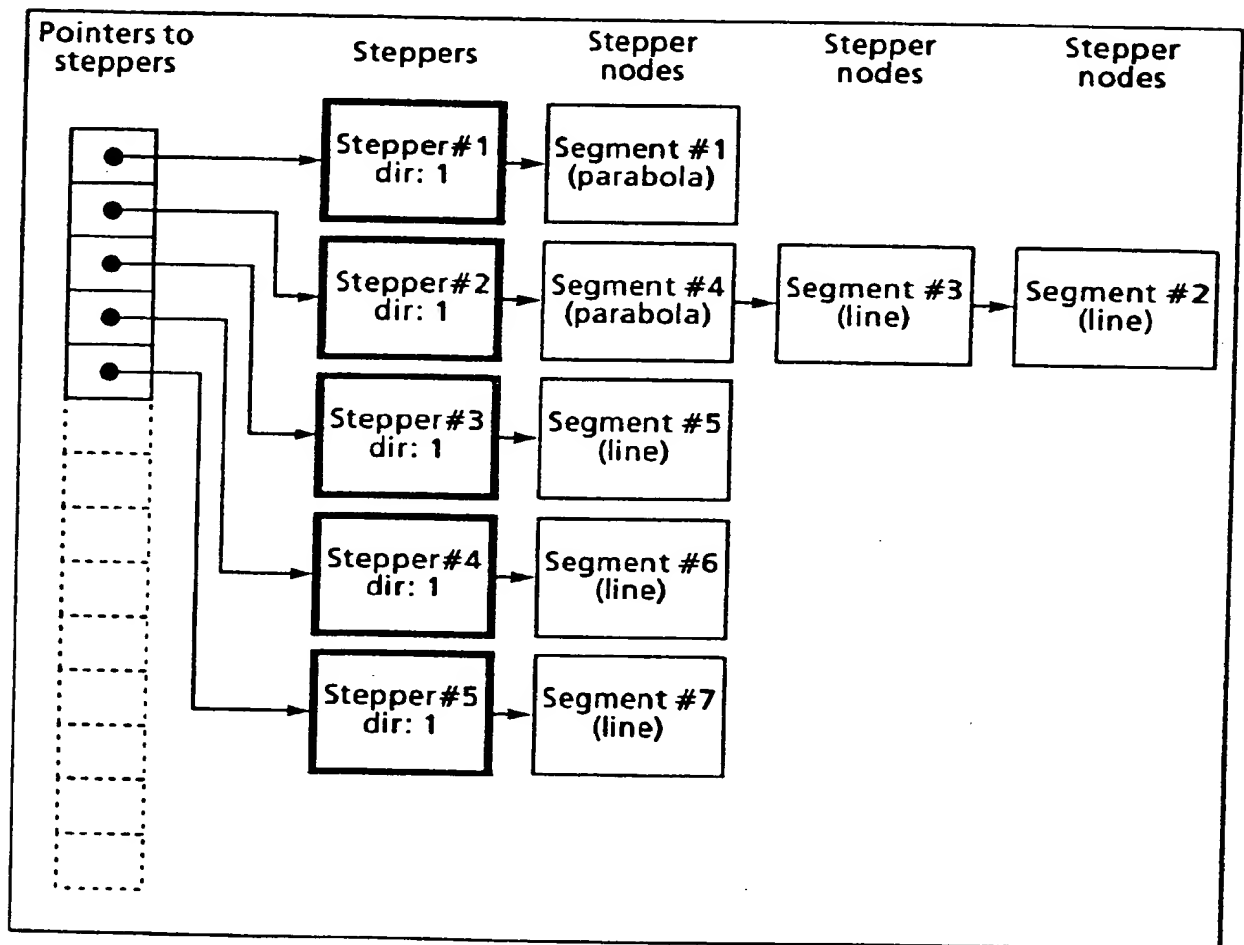 Pointers to
steppers
Steppers
Stepper
nodes
Stepper
nodes
Stepper
nodes
Stepper#1
dir: 1
Segment #1
(parabola)
Stepper#2
dir: 1
Segment #4
(parabola)
Segment #3
(line)
Segment #2
(line)
Stepper#3
dir: 1
Segment #5
(line)
Stepper#4
dir: 1
Segment #6
(line)
Stepper#5
dir: 1
Segment #7
(line)